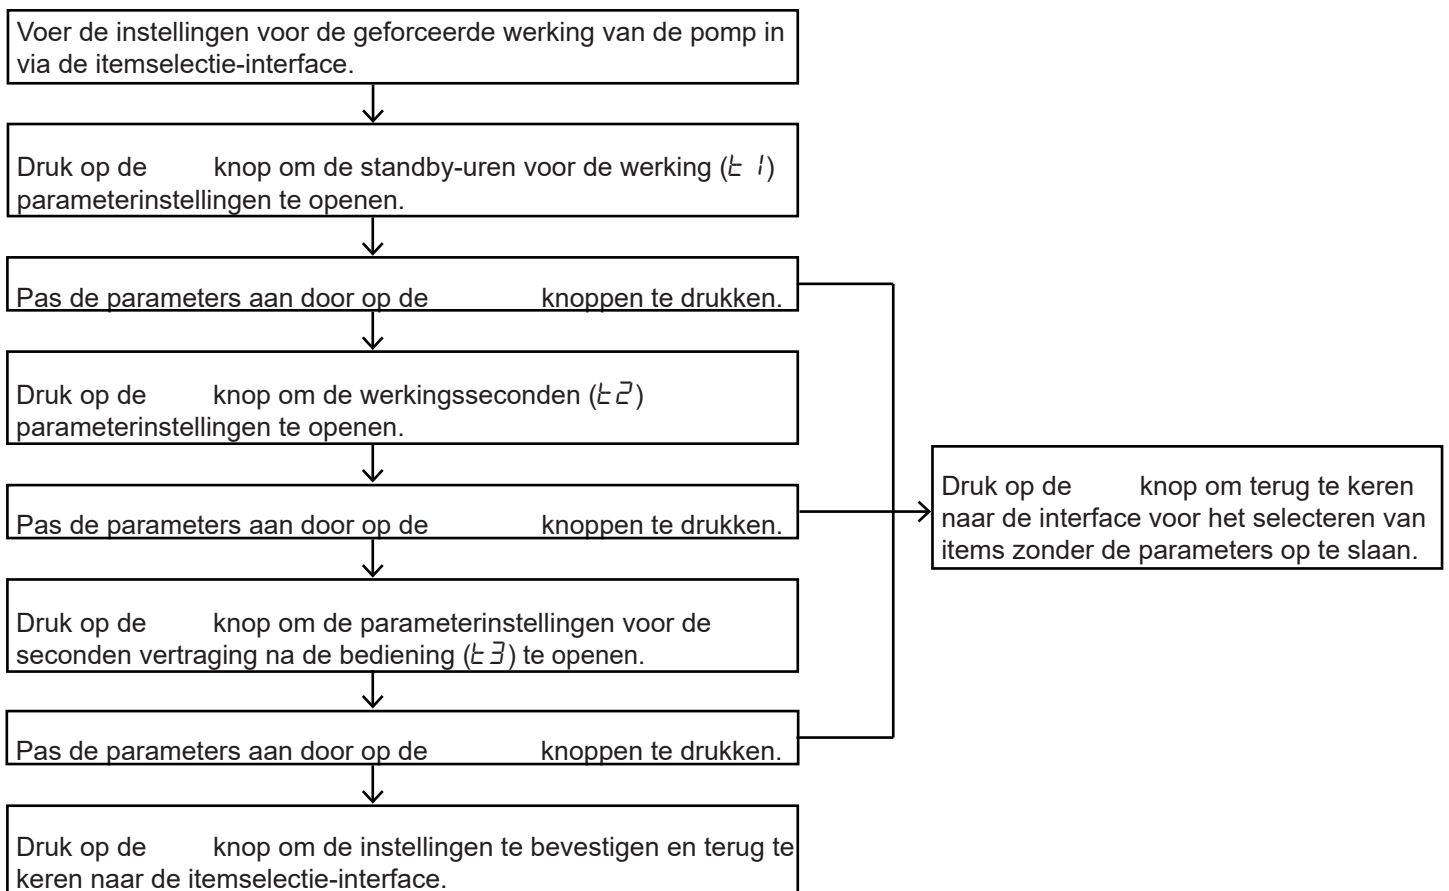 Voer de instellingen voor de geforceerde werking van de pomp in
via de itemselectie-interface.
Druk op de knop om de standby-uren voor de werking (t1)
parameterinstellingen te openen.
Pas de parameters aan door op de knoppen te drukken.
Druk op de knop om de werkingsseconden (t2)
parameterinstellingen te openen.
Pas de parameters aan door op de knoppen te drukken.
Druk op de knop om de parameterinstellingen voor de
seconden vertraging na de bediening (t3) te openen.
Pas de parameters aan door op de knoppen te drukken.
Druk op de knop om de instellingen te bevestigen en terug te
keren naar de itemselectie-interface.
Druk op de knop om terug te keren
naar de interface voor het selecteren van
items zonder de parameters op te slaan.